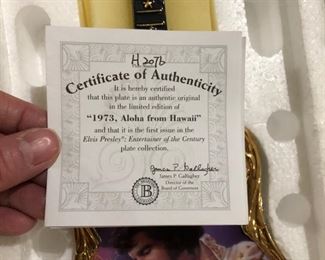 H2076
Certificate of Authenticity
It is hereby certified
that this plate is an authentic original
in the limited edition of
"1973, Aloha from Hawaii"
and that it is the first issue in the
Elvis Presley®: Entertainer of the Century
plate collection.
James P. Gallagher
James P. Gallagher
Director of the
Board of Governors
B